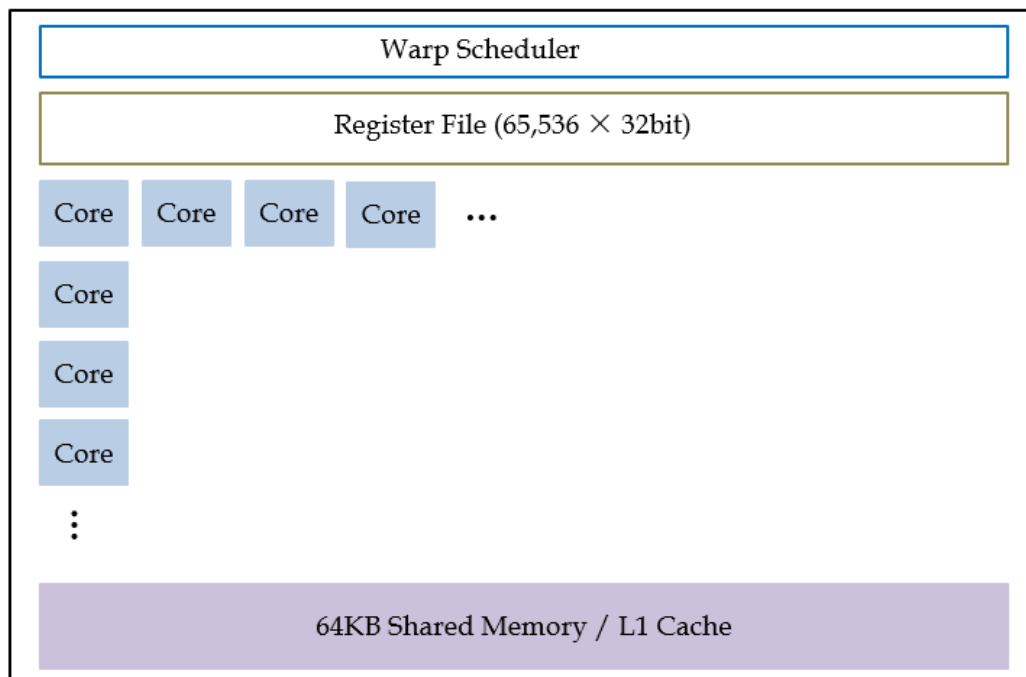 Warp Scheduler
Register File (65,536 × 32bit)
Core Core Core Core ...
Core
Core
Core
⋮
64KB Shared Memory / L1 Cache